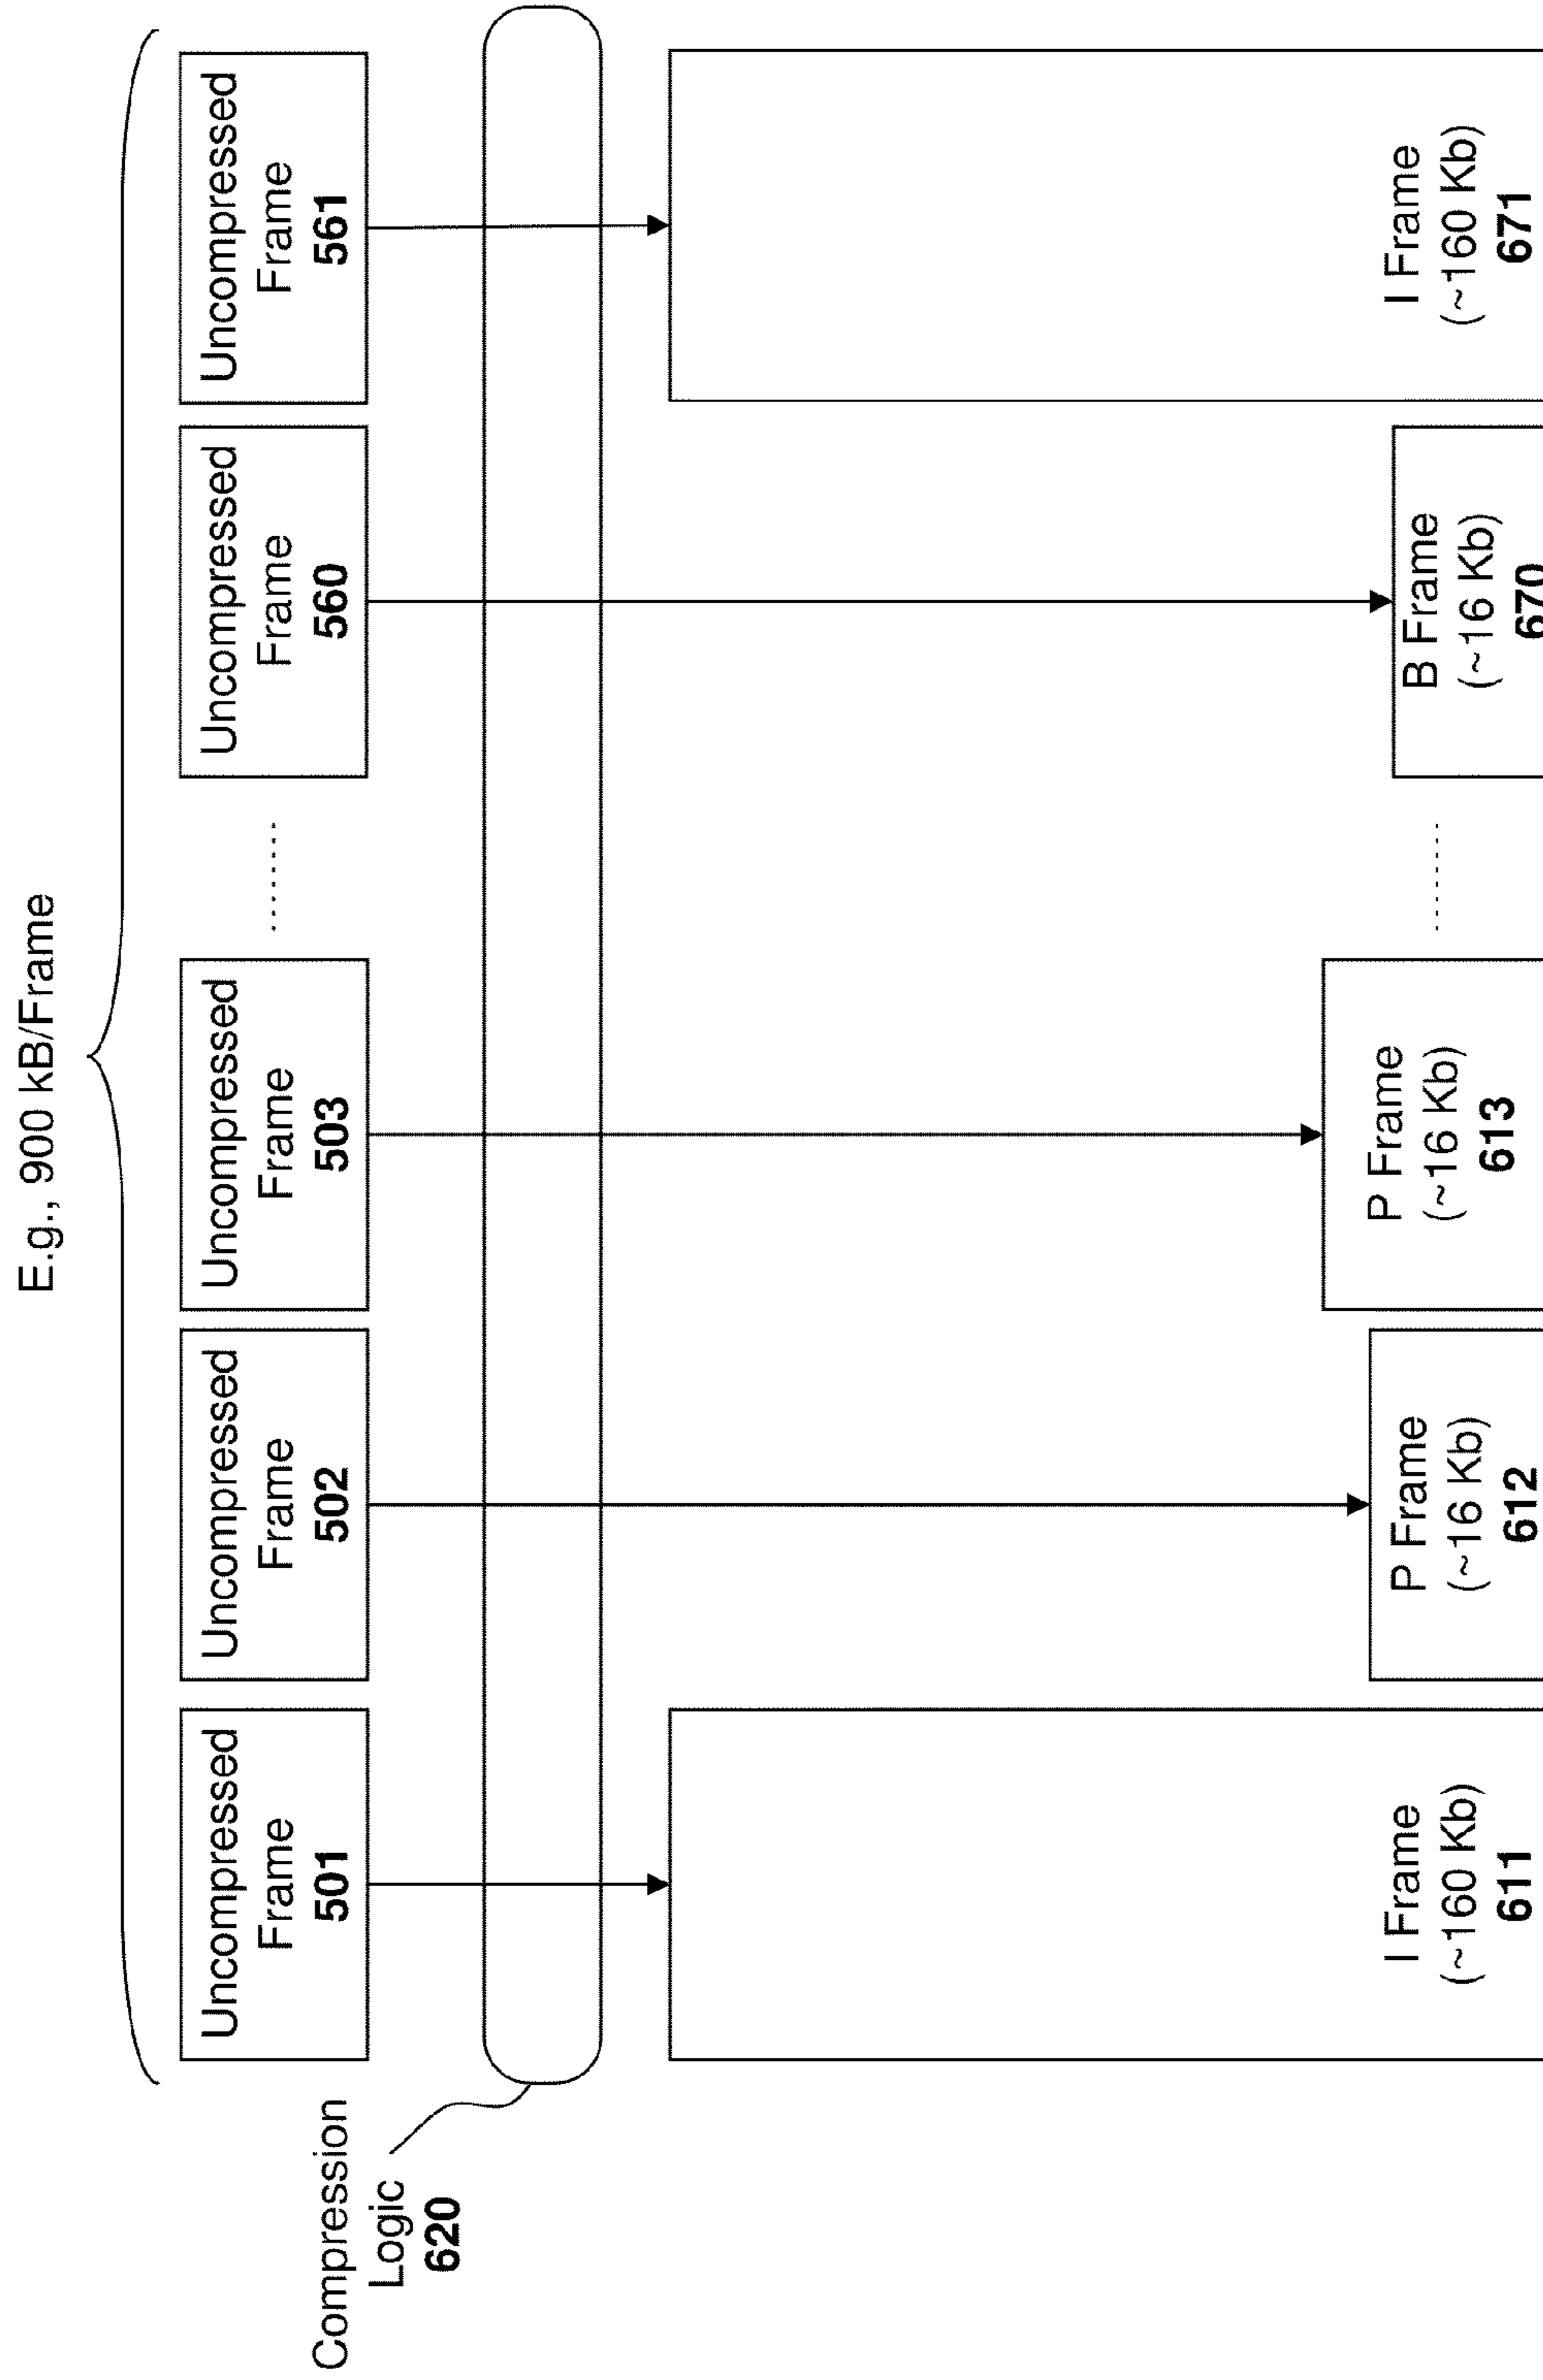 E.g., 900 kB/Frame
Uncompressed
Frame
501
Uncompressed
Frame
502
Uncompressed
Frame
503
........
Uncompressed
Frame
560
Uncompressed
Frame
561
Compression
Logic
620
I Frame
(~160 Kb)
611
P Frame
(~16 Kb)
612
P Frame
(~16 Kb)
613
........
B Frame
(~16 Kb)
670
I Frame
(~160 Kb)
671